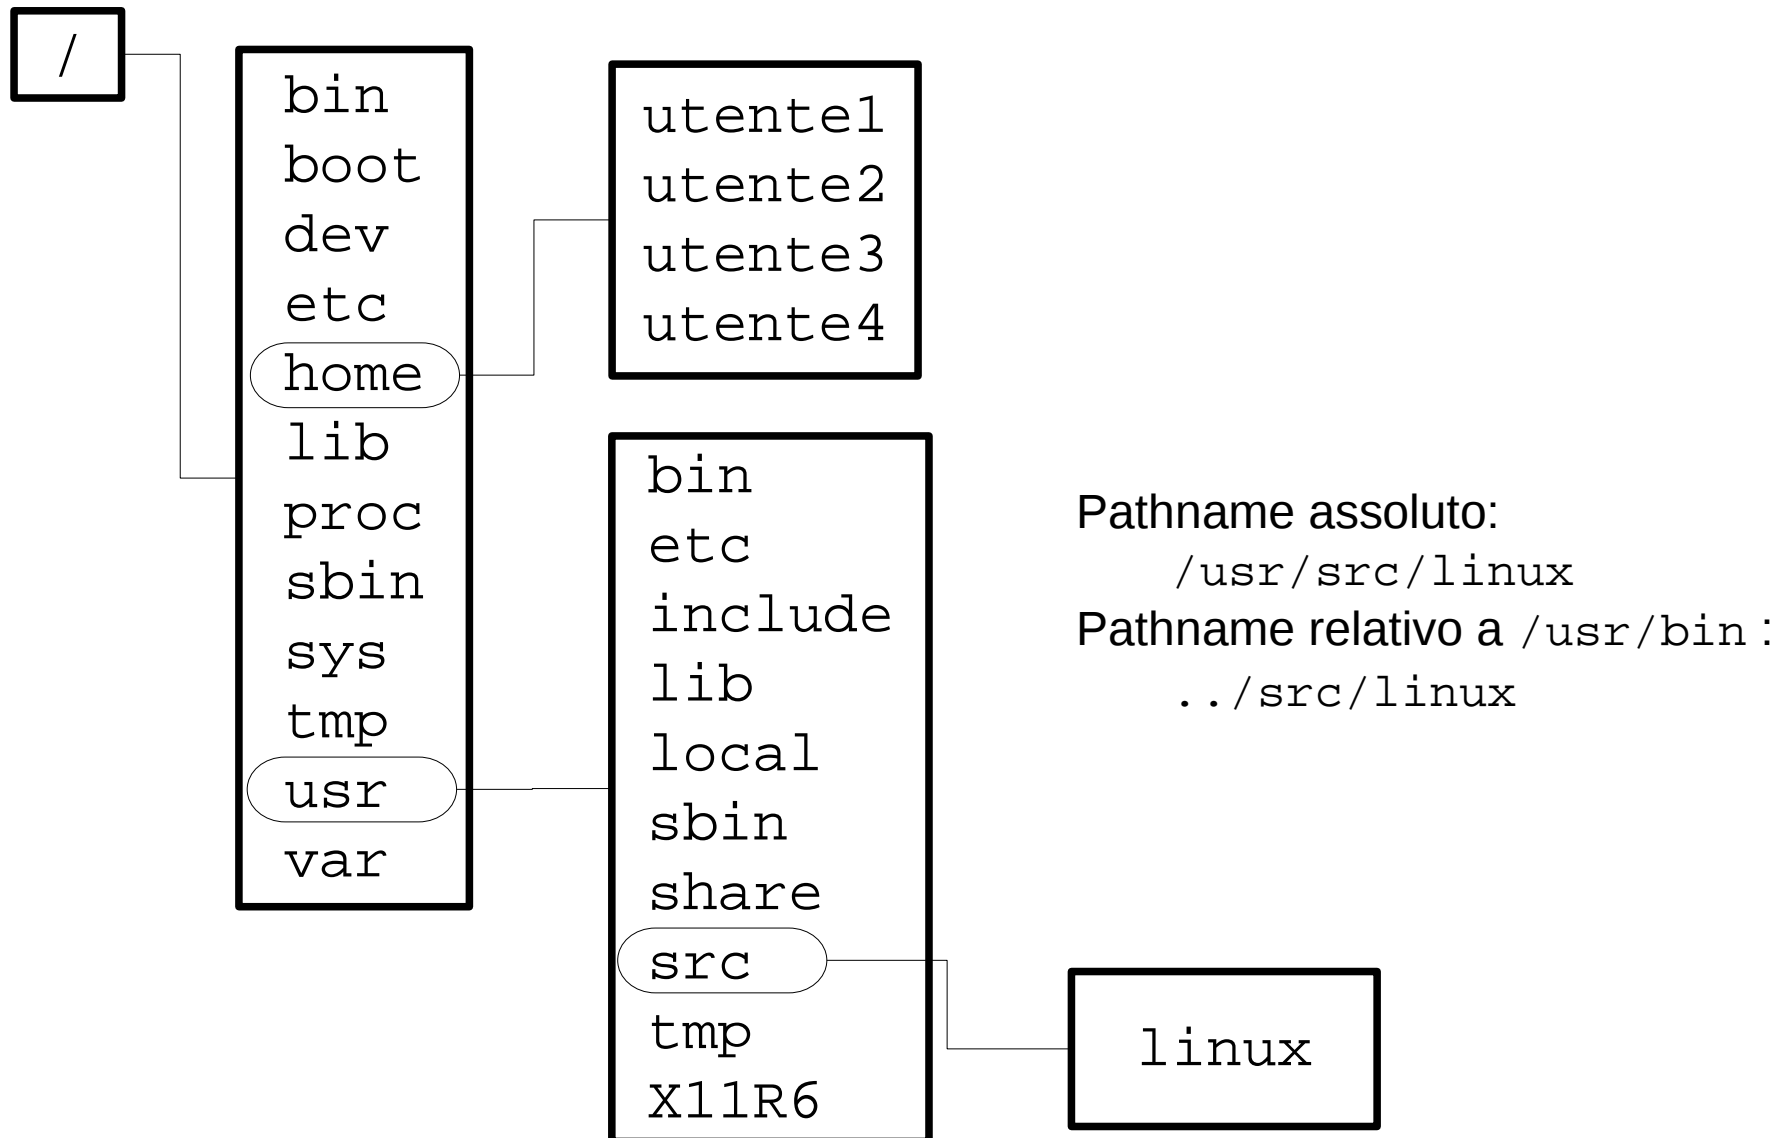 /
bin
boot
dev
etc
home
lib
proc
sbin
sys
tmp
usr
var
utente1
utente2
utente3
utente4
bin
etc
include
lib
local
sbin
share
src
tmp
X11R6
linux
Pathname assoluto:
/usr/src/linux
Pathname relativo a /usr/bin :
../src/linux